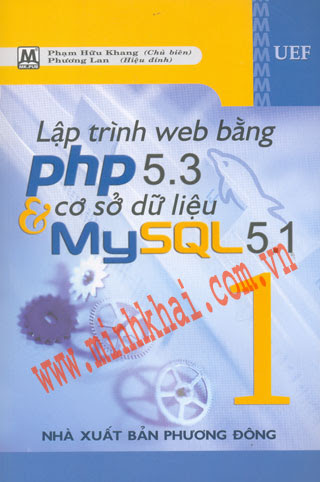 Phạm Hữu Khang (Chủ biên)
Phương Lan (Hiệu đính)
MK.PUB
UEF
Lập trình web bằng
php 5.3
& cơ sở dữ liệu
MySQL 5.1
1
www.minhkhai.com.vn
NHÀ XUẤT BẢN PHƯƠNG ĐÔNG